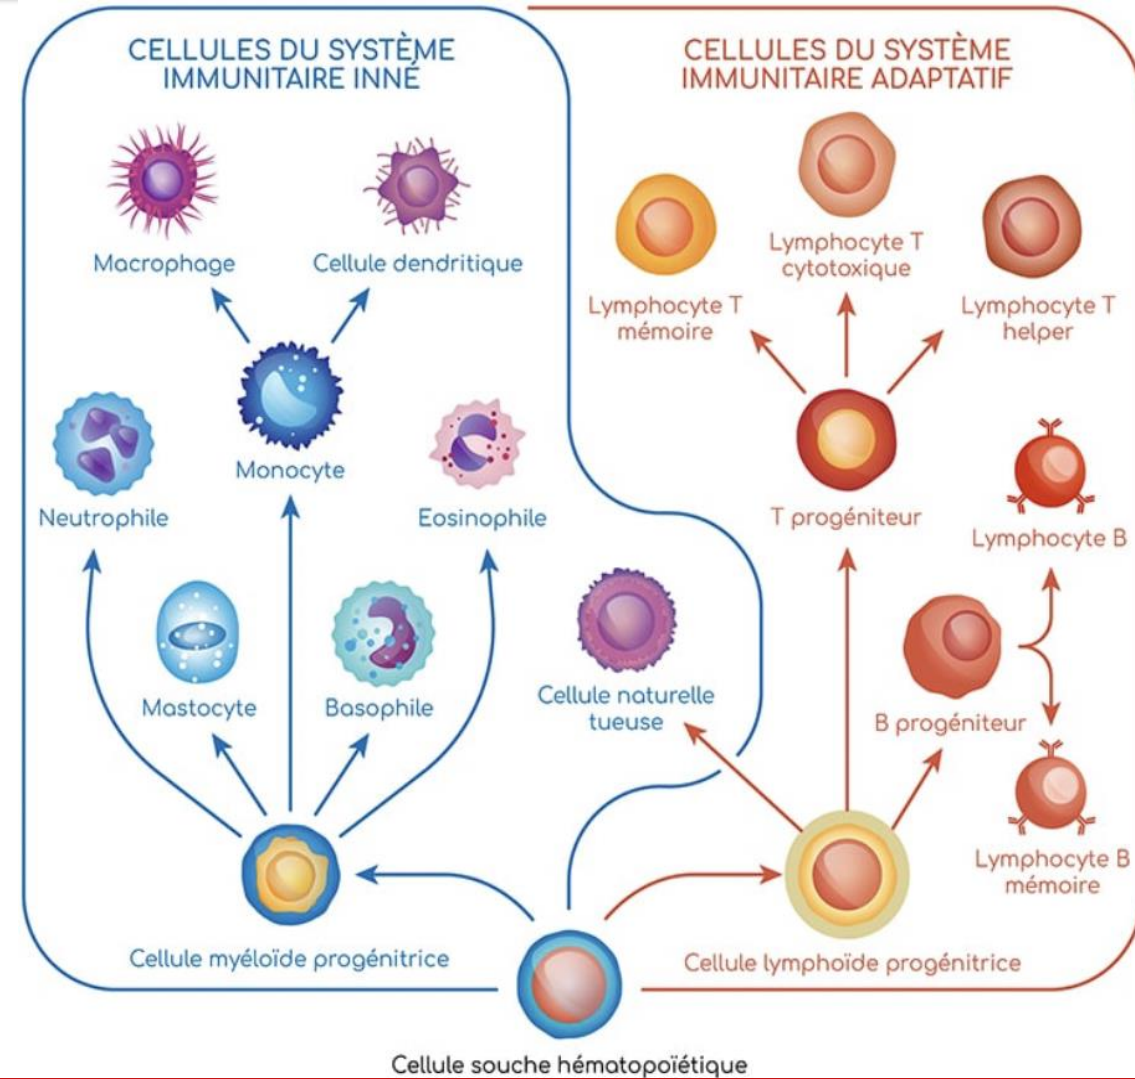 CELLULES DU SYSTÈME
IMMUNITAIRE INNÉ
Macrophage
Cellule dendritique
Monocyte
Neutrophile
Eosinophile
Mastocyte
Basophile
Cellule naturelle
tueuse
Cellule myéloïde progénitrice
CELLULES DU SYSTÈME
IMMUNITAIRE ADAPTATIF
Lymphocyte T
mémoire
Lymphocyte T
cytotoxique
Lymphocyte T
helper
T progéniteur
Lymphocyte B
B progéniteur
Lymphocyte B
mémoire
Cellule lymphoïde progénitrice
Cellule souche hématopoïétique